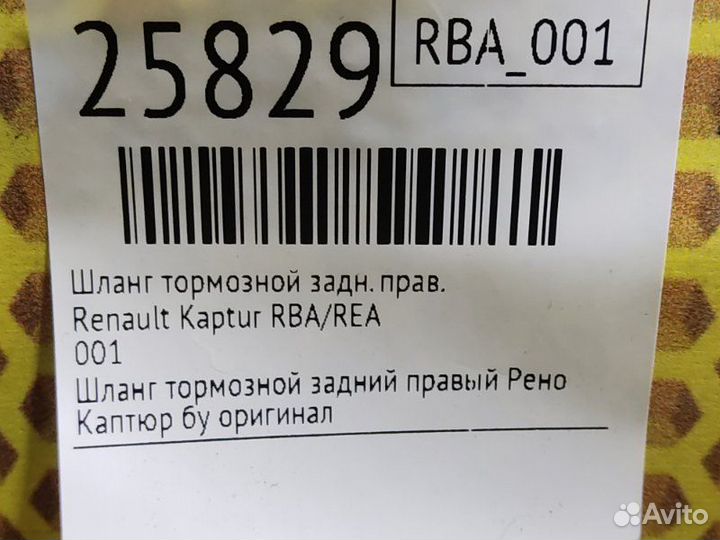 25829
RBA_001
Шланг тормозной задн. прав.
Renault Kaptur RBA/REA
001
Шланг тормозной задний правый Рено
Каптюр бу оригинал
Avito